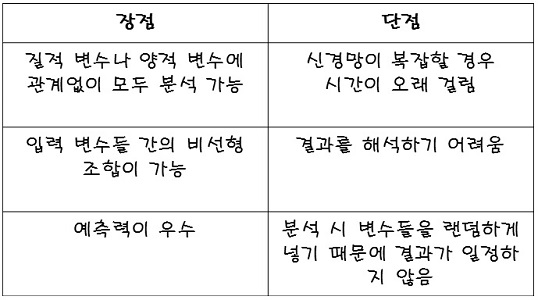 장점
단점
질적 변수나 양적 변수에
관계없이 모두 분석 가능
신경망이 복잡할 경우
시간이 오래 걸림
입력 변수들 간의 비선형
조합이 가능
결과를 해석하기 어려움
예측력이 우수
분석 시 변수들을 랜덤하게
넣기 때문에 결과가 일정하
지 않음